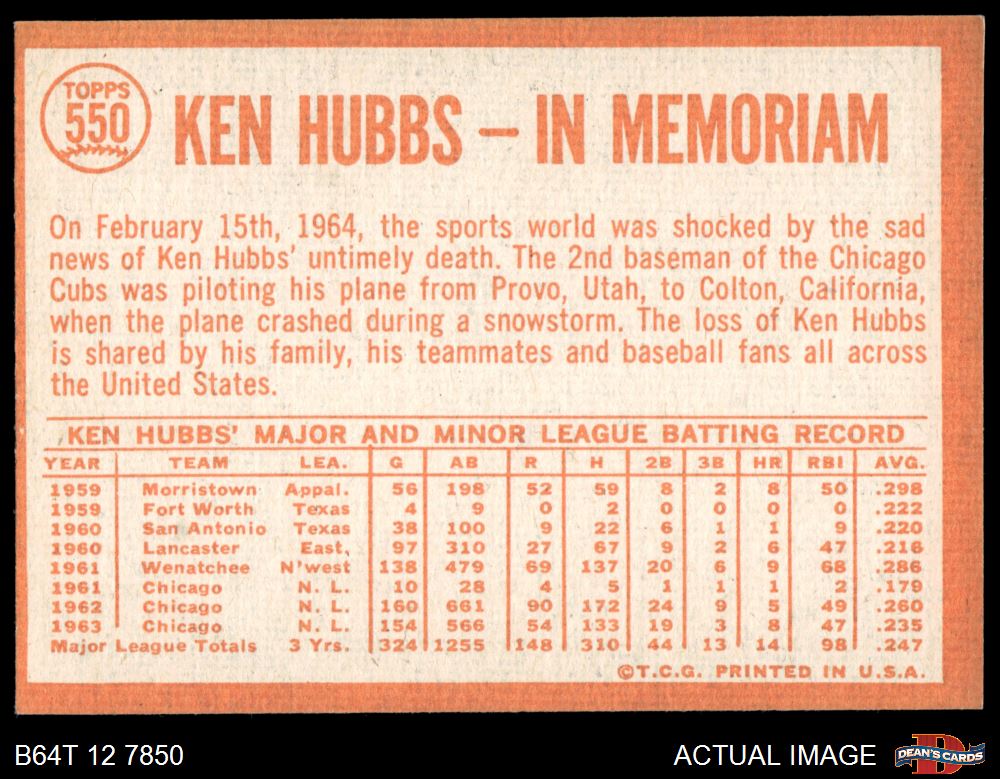 TOPPS
550
KEN HUBBS – IN MEMORIAM
On February 15th, 1964, the sports world was shocked by the sad
news of Ken Hubbs' untimely death. The 2nd baseman of the Chicago
Cubs was piloting his plane from Provo, Utah, to Colton, California,
when the plane crashed during a snowstorm. The loss of Ken Hubbs
is shared by his family, his teammates and baseball fans all across
the United States.
KEN HUBBS' MAJOR AND MINOR LEAGUE BATTING RECORD
YEAR TEAM LEA. G AB R H 2B 3B HR RBI AVG.
1959 Morristown Appal. 56 198 52 59 8 2 8 50 .298
1959 Fort Worth Texas 4 9 0 2 0 0 0 0 .222
1960 San Antonio Texas 38 100 9 22 6 1 1 9 .220
1960 Lancaster East. 97 310 27 67 9 2 6 47 .216
1961 Wenatchee N'west 138 479 69 137 20 6 9 68 .286
1961 Chicago N. L. 10 28 4 5 1 1 1 2 .179
1962 Chicago N. L. 160 661 90 172 24 9 5 49 .260
1963 Chicago N. L. 154 566 54 133 19 3 8 47 .235
Major League Totals 3 Yrs. 324 1255 148 310 44 13 14 98 .247
©T.C.G. PRINTED IN U.S.A.
B64T 12 7850
ACTUAL IMAGE
D
DEAN'S CARDS